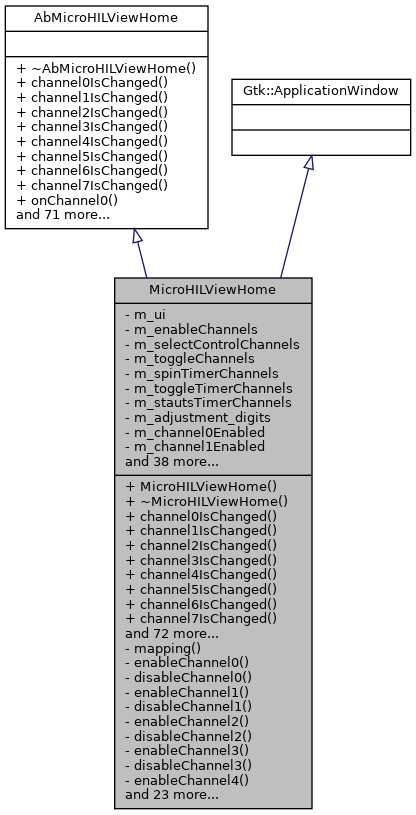 AbMicroHILViewHome
+ ~AbMicroHILViewHome()
+ channel0IsChanged()
+ channel1IsChanged()
+ channel2IsChanged()
+ channel3IsChanged()
+ channel4IsChanged()
+ channel5IsChanged()
+ channel6IsChanged()
+ channel7IsChanged()
+ onChannel0()
and 71 more...
Gtk::ApplicationWindow
MicroHILViewHome
- m_ui
- m_enableChannels
- m_selectControlChannels
- m_toggleChannels
- m_spinTimerChannels
- m_toggleTimerChannels
- m_stautsTimerChannels
- m_adjustment_digits
- m_channel0Enabled
- m_channel1Enabled
and 38 more...
+ MicroHILViewHome()
+ ~MicroHILViewHome()
+ channel0IsChanged()
+ channel1IsChanged()
+ channel2IsChanged()
+ channel3IsChanged()
+ channel4IsChanged()
+ channel5IsChanged()
+ channel6IsChanged()
+ channel7IsChanged()
and 72 more...
- mapping()
- enableChannel0()
- disableChannel0()
- enableChannel1()
- disableChannel1()
- enableChannel2()
- disableChannel2()
- enableChannel3()
- disableChannel3()
- enableChannel4()
and 23 more...